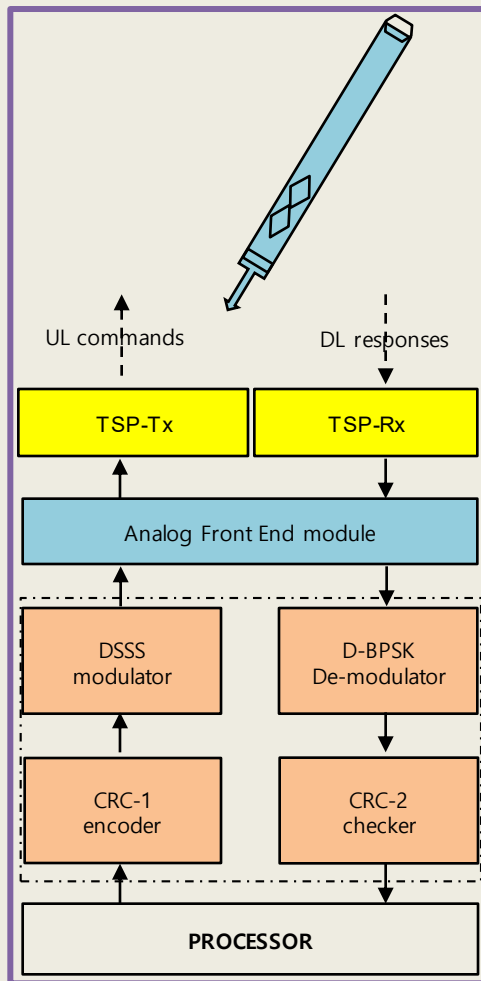 UL commands
DL responses
TSP-Tx
TSP-Rx
Analog Front End module
DSSS
modulator
D-BPSK
De-modulator
CRC-1
encoder
CRC-2
checker
PROCESSOR